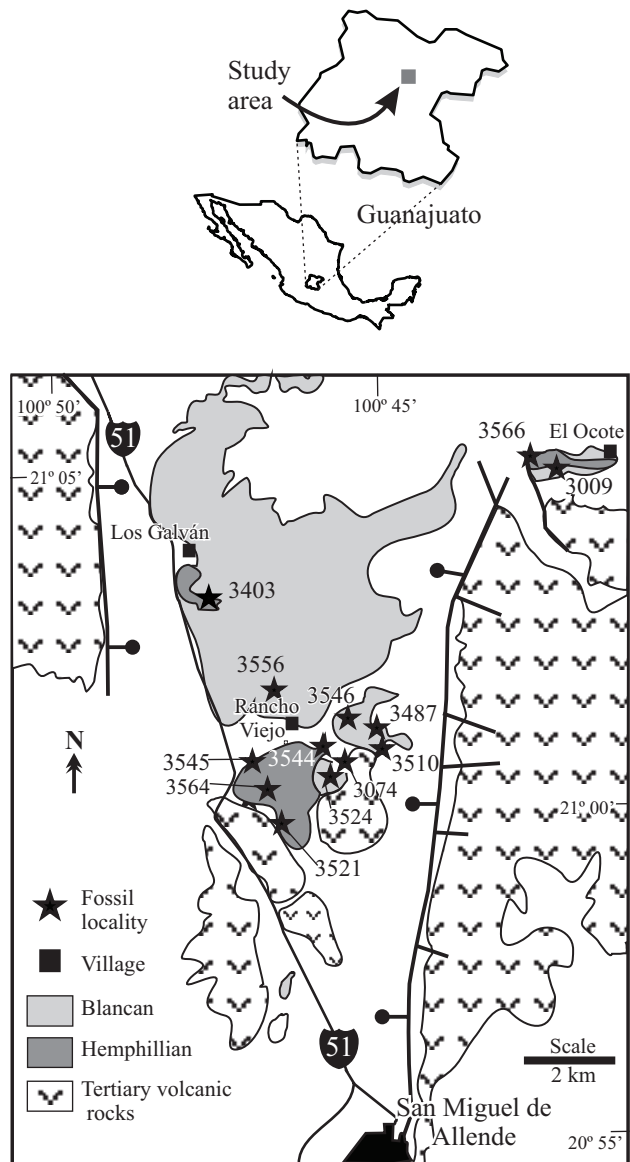 Study
area
Guanajuato
100º 50'
100º 45'
51
3566
El Ocote
21º 05'
3009
Los Galván
3403
3556
3546
Ráncho
Viejo
3487
3545
3544
3510
3564
3074
3524
21º 00'
N
3521
Fossil
locality
Village
Blancan
Hemphillian
Tertiary volcanic
rocks
51
Scale
2 km
San Miguel de
Allende
20º 55'